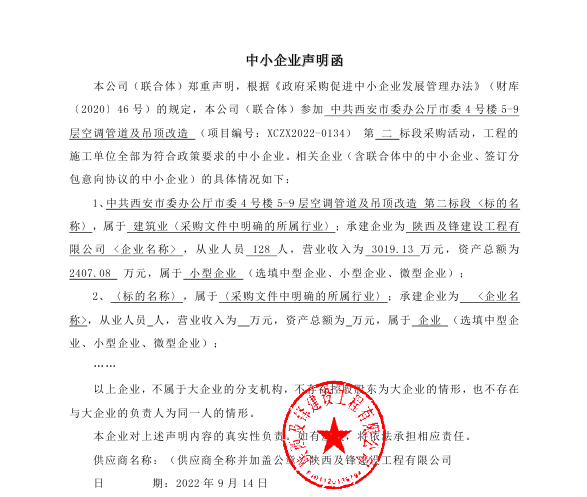 中小企业声明函
本公司（联合体）郑重声明，根据《政府采购促进中小企业发展管理办法》（财库
〔2020〕46 号）的规定，本公司（联合体）参加 中共西安市委办公厅市委 4 号楼 5-9
层空调管道及吊顶改造 （项目编号：XCZX2022-0134） 第 二 标段采购活动，工程的
施工单位全部为符合政策要求的中小企业。相关企业（含联合体中的中小企业、签订分
包意向协议的中小企业）的具体情况如下：
1、中共西安市委办公厅市委 4 号楼 5-9 层空调管道及吊顶改造 第二标段 <标的名
称〉，属于 建筑业〈采购文件中明确的所属行业〉；承建企业为 陕西及锋建设工程有
限公司 <企业名称>，从业人员 128 人，营业收入为 3019.13 万元，资产总额为
2407.08 万元，属于 小型企业 （选填中型企业、小型企业、微型企业）；
2、〈标的名称〉，属于〈采购文件中明确的所属行业〉；承建企业为 <企业名
称>，从业人员 人，营业收入为 万元，资产总额为 万元，属于 企业 （选填中型企
业、小型企业、微型企业）；
……
以上企业，不属于大企业的分支机构，不存在控股股东为大企业的情形，也不存在
与大企业的负责人为同一人的情形。
本企业对上述声明内容的真实性负责。如有虚假，将依法承担相应责任。
供应商名称：（供应商全称并加盖公章）陕西及锋建设工程有限公司
日 期：2022 年 9 月 14 日
陕西及锋建设工程有限公司